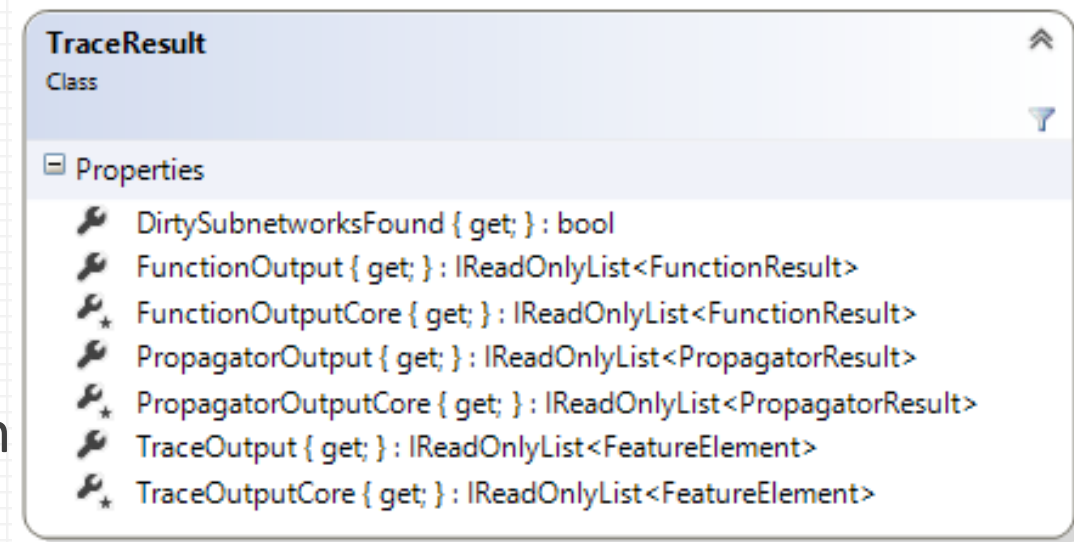 TraceResult
Class
Properties
DirtySubnetworksFound { get; } : bool
FunctionOutput { get; } : IReadOnlyList<FunctionResult>
FunctionOutputCore { get; } : IReadOnlyList<FunctionResult>
PropagatorOutput { get; } : IReadOnlyList<PropagatorResult>
PropagatorOutputCore { get; } : IReadOnlyList<PropagatorResult>
TraceOutput { get; } : IReadOnlyList<FeatureElement>
TraceOutputCore { get; } : IReadOnlyList<FeatureElement>